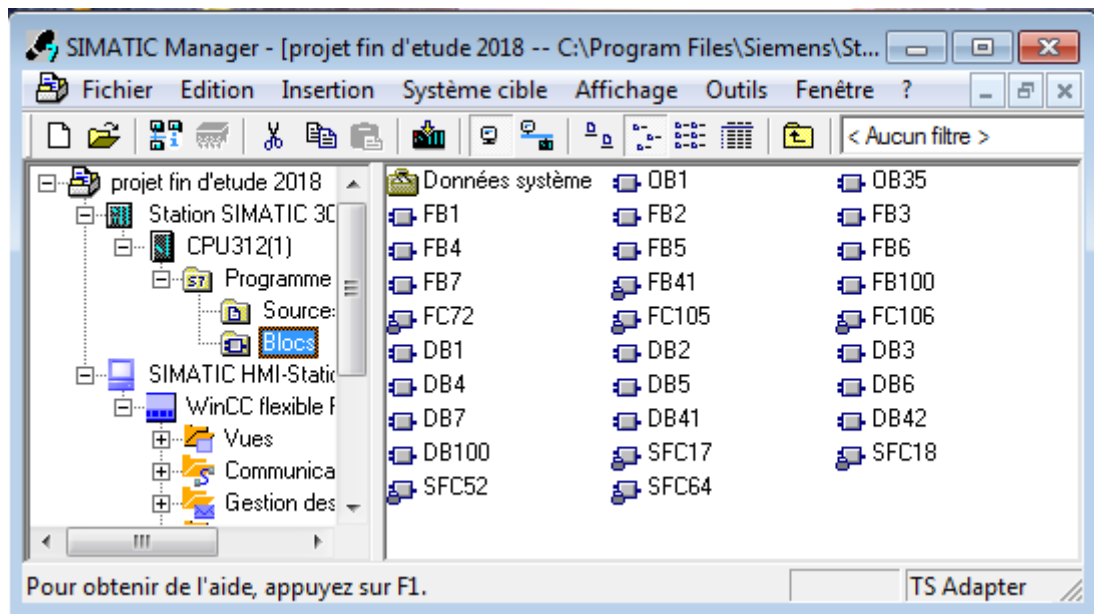 SIMATIC Manager - [projet fin d'etude 2018 -- C:\Program Files\Siemens\St...
Fichier Edition Insertion Système cible Affichage Outils Fenêtre ?
< Aucun filtre >
projet fin d'etude 2018
Station SIMATIC 30
CPU312(1)
S7 Programme
Source
Blocs
SIMATIC HMI-Static
WinCC flexible F
Vues
Communica
Gestion des
Données système OB1 OB35
FB1 FB2 FB3
FB4 FB5 FB6
FB7 FB41 FB100
FC72 FC105 FC106
DB1 DB2 DB3
DB4 DB5 DB6
DB7 DB41 DB42
DB100 SFC17 SFC18
SFC52 SFC64
Pour obtenir de l'aide, appuyez sur F1. TS Adapter